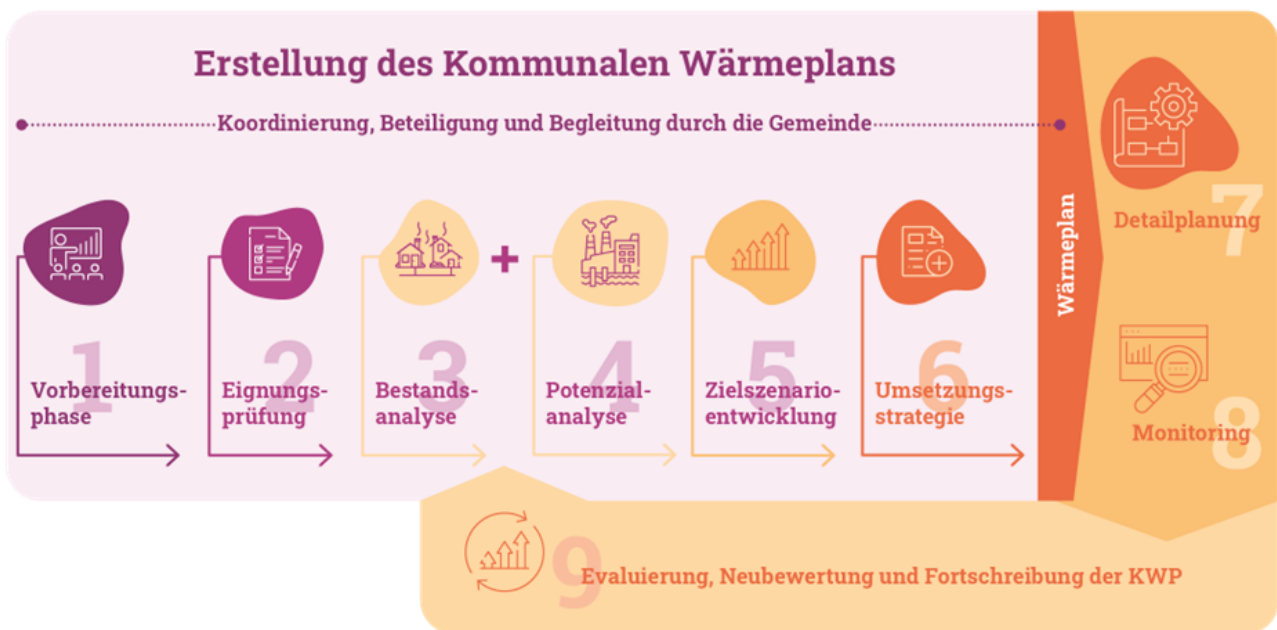 Erstellung des Kommunalen Wärmeplans
Koordinierung, Beteiligung und Begleitung durch die Gemeinde
1
Vorbereitungs-
phase
2
Eignungs-
prüfung
3
Bestands-
analyse
+
4
Potenzial-
analyse
5
Zielszenario-
entwicklung
6
Umsetzungs-
strategie
Wärmeplan
7
Detailplanung
8
Monitoring
9
Evaluierung, Neubewertung und Fortschreibung der KWP